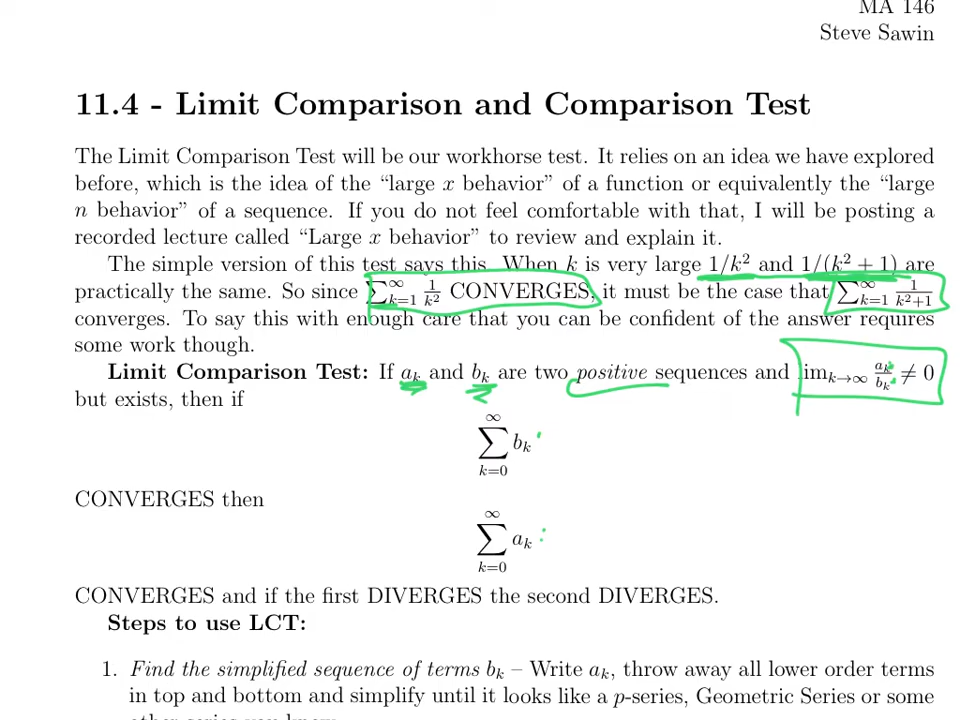 MA 146
Steve Sawin
11.4 - Limit Comparison and Comparison Test
The Limit Comparison Test will be our workhorse test. It relies on an idea we have explored
before, which is the idea of the “large x behavior” of a function or equivalently the “large
n behavior” of a sequence. If you do not feel comfortable with that, I will be posting a
recorded lecture called “Large x behavior” to review and explain it.
The simple version of this test says this. When k is very large 1/k² and 1/(k² + 1) are
practically the same. So since ∑_{k=1}^∞ 1/k² CONVERGES, it must be the case that ∑_{k=1}^∞ 1/(k²+1)
converges. To say this with enough care that you can be confident of the answer requires
some work though.
Limit Comparison Test: If a_k and b_k are two positive sequences and lim_{k→∞} a_k/b_k ≠ 0
but exists, then if
∑_{k=0}^∞ b_k
CONVERGES then
∑_{k=0}^∞ a_k
CONVERGES and if the first DIVERGES the second DIVERGES.
Steps to use LCT:
1. Find the simplified sequence of terms b_k – Write a_k, throw away all lower order terms
in top and bottom and simplify until it looks like a p-series, Geometric Series or some